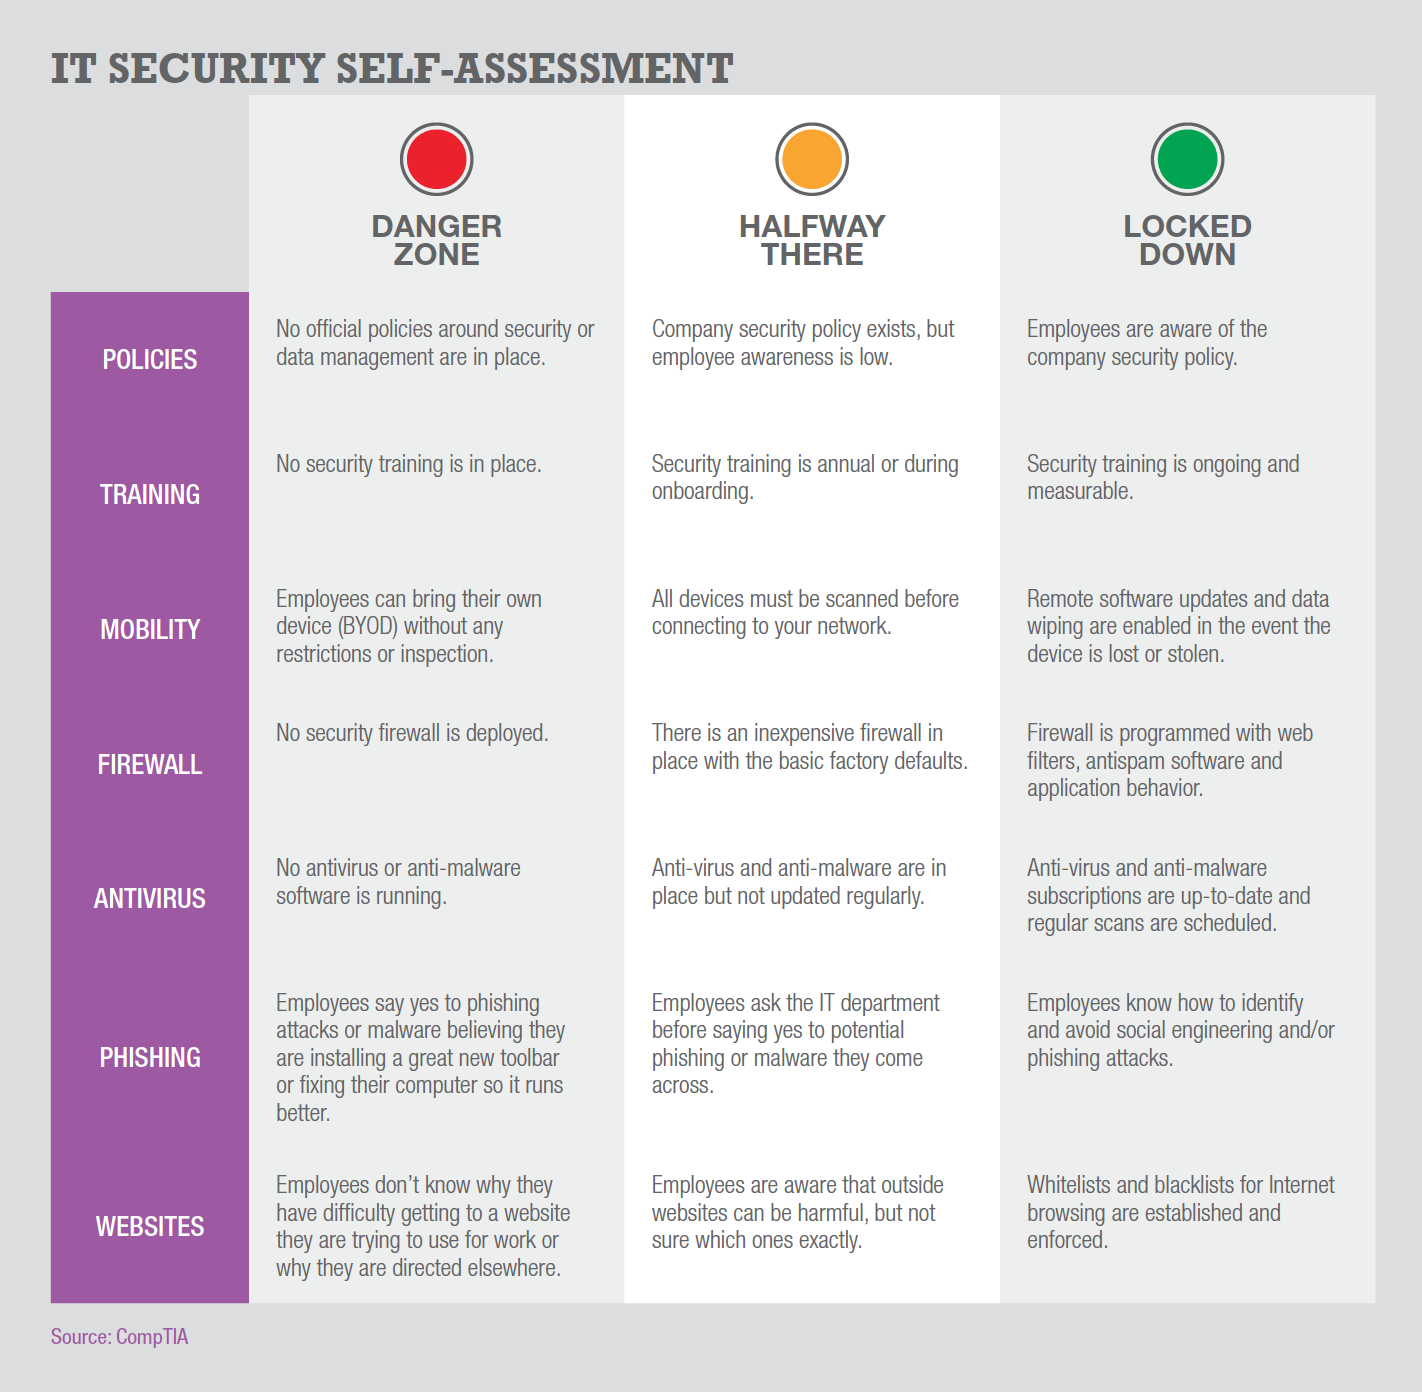 IT SECURITY SELF-ASSESSMENT
DANGER
ZONE
HALFWAY
THERE
LOCKED
DOWN
POLICIES
No official policies around security or
data management are in place.
Company security policy exists, but
employee awareness is low.
Employees are aware of the
company security policy.
TRAINING
No security training is in place.
Security training is annual or during
onboarding.
Security training is ongoing and
measurable.
MOBILITY
Employees can bring their own
device (BYOD) without any
restrictions or inspection.
All devices must be scanned before
connecting to your network.
Remote software updates and data
wiping are enabled in the event the
device is lost or stolen.
FIREWALL
No security firewall is deployed.
There is an inexpensive firewall in
place with the basic factory defaults.
Firewall is programmed with web
filters, antispam software and
application behavior.
ANTIVIRUS
No antivirus or anti-malware
software is running.
Anti-virus and anti-malware are in
place but not updated regularly.
Anti-virus and anti-malware
subscriptions are up-to-date and
regular scans are scheduled.
PHISHING
Employees say yes to phishing
attacks or malware believing they
are installing a great new toolbar
or fixing their computer so it runs
better.
Employees ask the IT department
before saying yes to potential
phishing or malware they come
across.
Employees know how to identify
and avoid social engineering and/or
phishing attacks.
WEBSITES
Employees don’t know why they
have difficulty getting to a website
they are trying to use for work or
why they are directed elsewhere.
Employees are aware that outside
websites can be harmful, but not
sure which ones exactly.
Whitelists and blacklists for Internet
browsing are established and
enforced.
Source: CompTIA